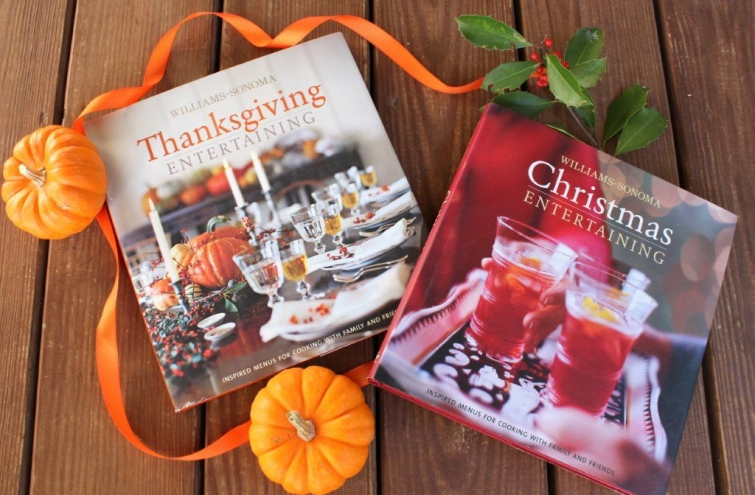 WILLIAMS-SONOMA
Thanksgiving
ENTERTAINING
INSPIRED MENUS FOR COOKING WITH FAMILY AND FRIENDS
WILLIAMS-SONOMA
Christmas
ENTERTAINING
INSPIRED MENUS FOR COOKING WITH FAMILY AND FRIENDS